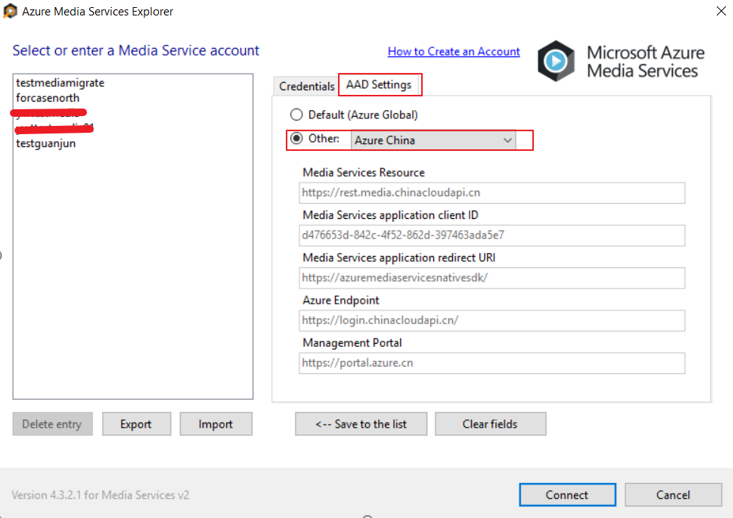 Azure Media Services Explorer
Select or enter a Media Service account
How to Create an Account
Microsoft Azure
Media Services
testmediamigrate
forcasenorth
testguanjun
Credentials
AAD Settings
Default (Azure Global)
Other:
Azure China
Media Services Resource
https://rest.media.chinacloudapi.cn
Media Services application client ID
d476653d-842c-4f52-862d-397463ada5e7
Media Services application redirect URI
https://azuremediaservicesnativesdk/
Azure Endpoint
https://login.chinacloudapi.cn/
Management Portal
https://portal.azure.cn
Delete entry
Export
Import
<-- Save to the list
Clear fields
Version 4.3.2.1 for Media Services v2
Connect
Cancel